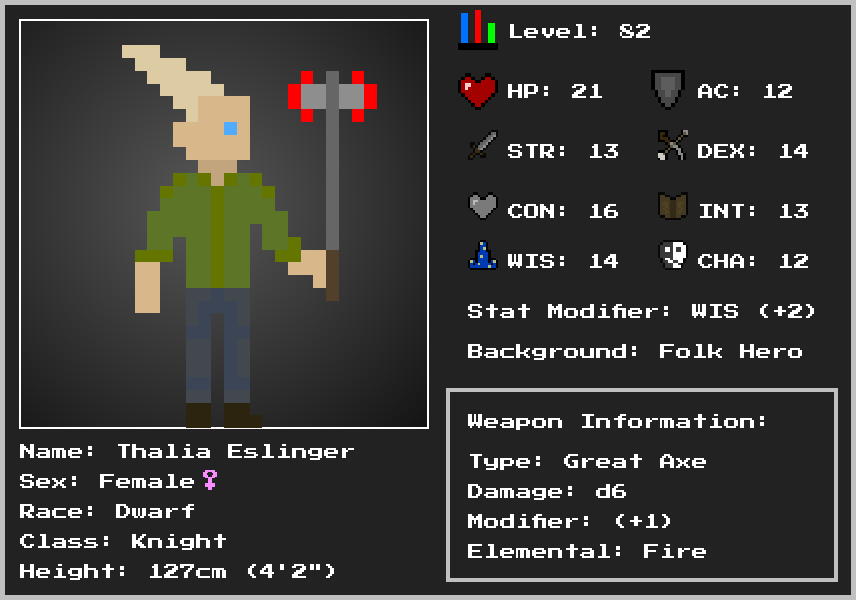 Level: 82
HP: 21
AC: 12
STR: 13
DEX: 14
CON: 16
INT: 13
WIS: 14
CHA: 12
Stat Modifier: WIS (+2)
Background: Folk Hero
Name: Thalia Eslinger
Sex: Female
Race: Dwarf
Class: Knight
Height: 127cm (4'2")
Weapon Information:
Type: Great Axe
Damage: d6
Modifier: (+1)
Elemental: Fire